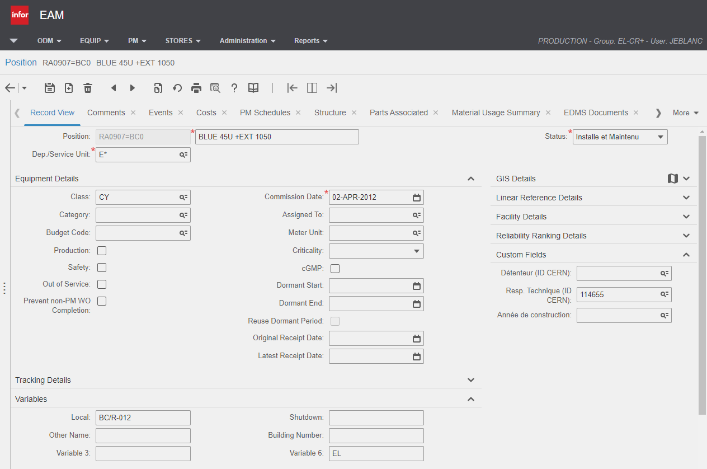 infor EAM
ODM EQUIP PM STORES Administration Reports PRODUCTION - Group. EL-GR+ - User. JEBLANC
Position RA0907=BC0 BLUE 45U +EXT 1050
Record View Comments Events Costs PM Schedules Structure Parts Associated Material Usage Summary EDMS Documents More
Position: RA0907=BC0 * BLUE 45U +EXT 1050 Status: * Installe et Maintenu
Dep./Service Unit: * E*
Equipment Details GIS Details
Class: CY Commission Date: * 02-APR-2012 Linear Reference Details
Category: Assigned To: Facility Details
Budget Code: Meter Unit: Reliability Ranking Details
Production: Criticality: Custom Fields
Safety: cGMP: Détenteur (ID CERN):
Out of Service: Dormant Start: Resp. Technique (ID CERN): 114655
Prevent non-PM WO Completion: Dormant End: Année de construction:
Reuse Dormant Period:
Original Receipt Date:
Latest Receipt Date:
Tracking Details
Variables
Local: BC/R-012 Shutdown:
Other Name: Building Number:
Variable 3: Variable 6: EL